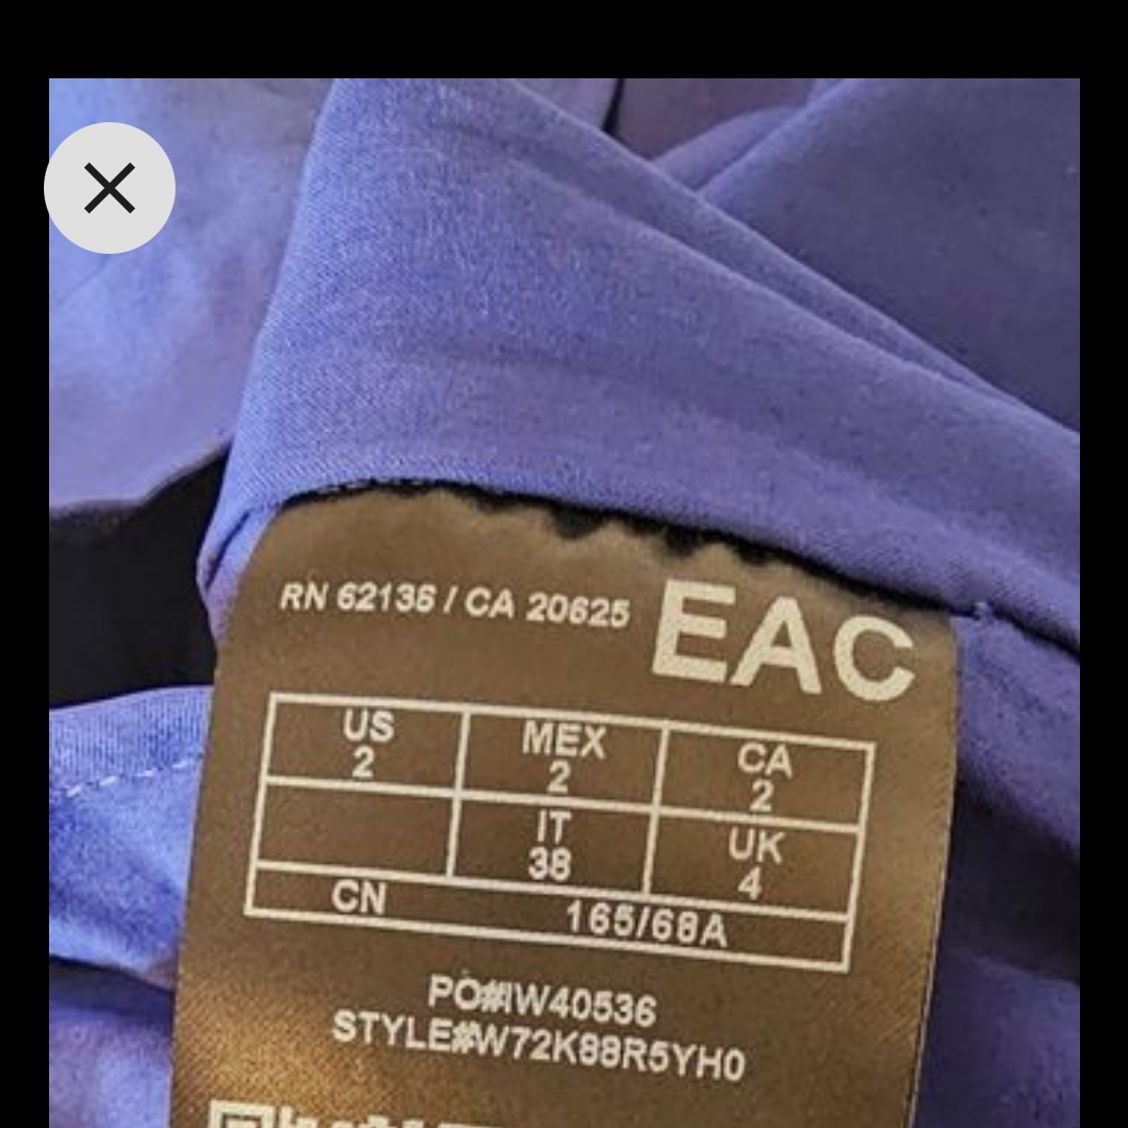 RN 62136 / CA 20625 EAC
US MEX CA
2 2 2
IT UK
38 4
CN 165/68A
PO#IW40536
STYLE#W72K88R5YH0